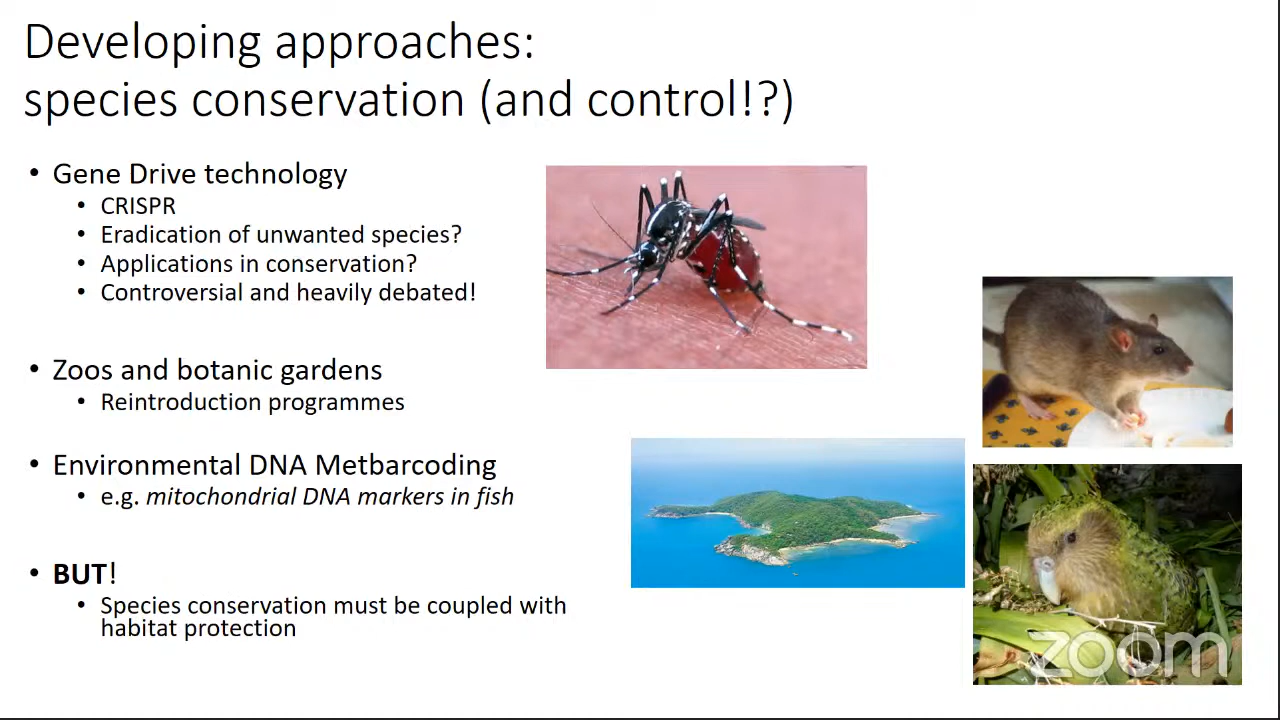 Developing approaches:
species conservation (and control!?)
• Gene Drive technology
• CRISPR
• Eradication of unwanted species?
• Applications in conservation?
• Controversial and heavily debated!
• Zoos and botanic gardens
• Reintroduction programmes
• Environmental DNA Metbarcoding
• e.g. mitochondrial DNA markers in fish
• BUT!
• Species conservation must be coupled with
habitat protection
zoom